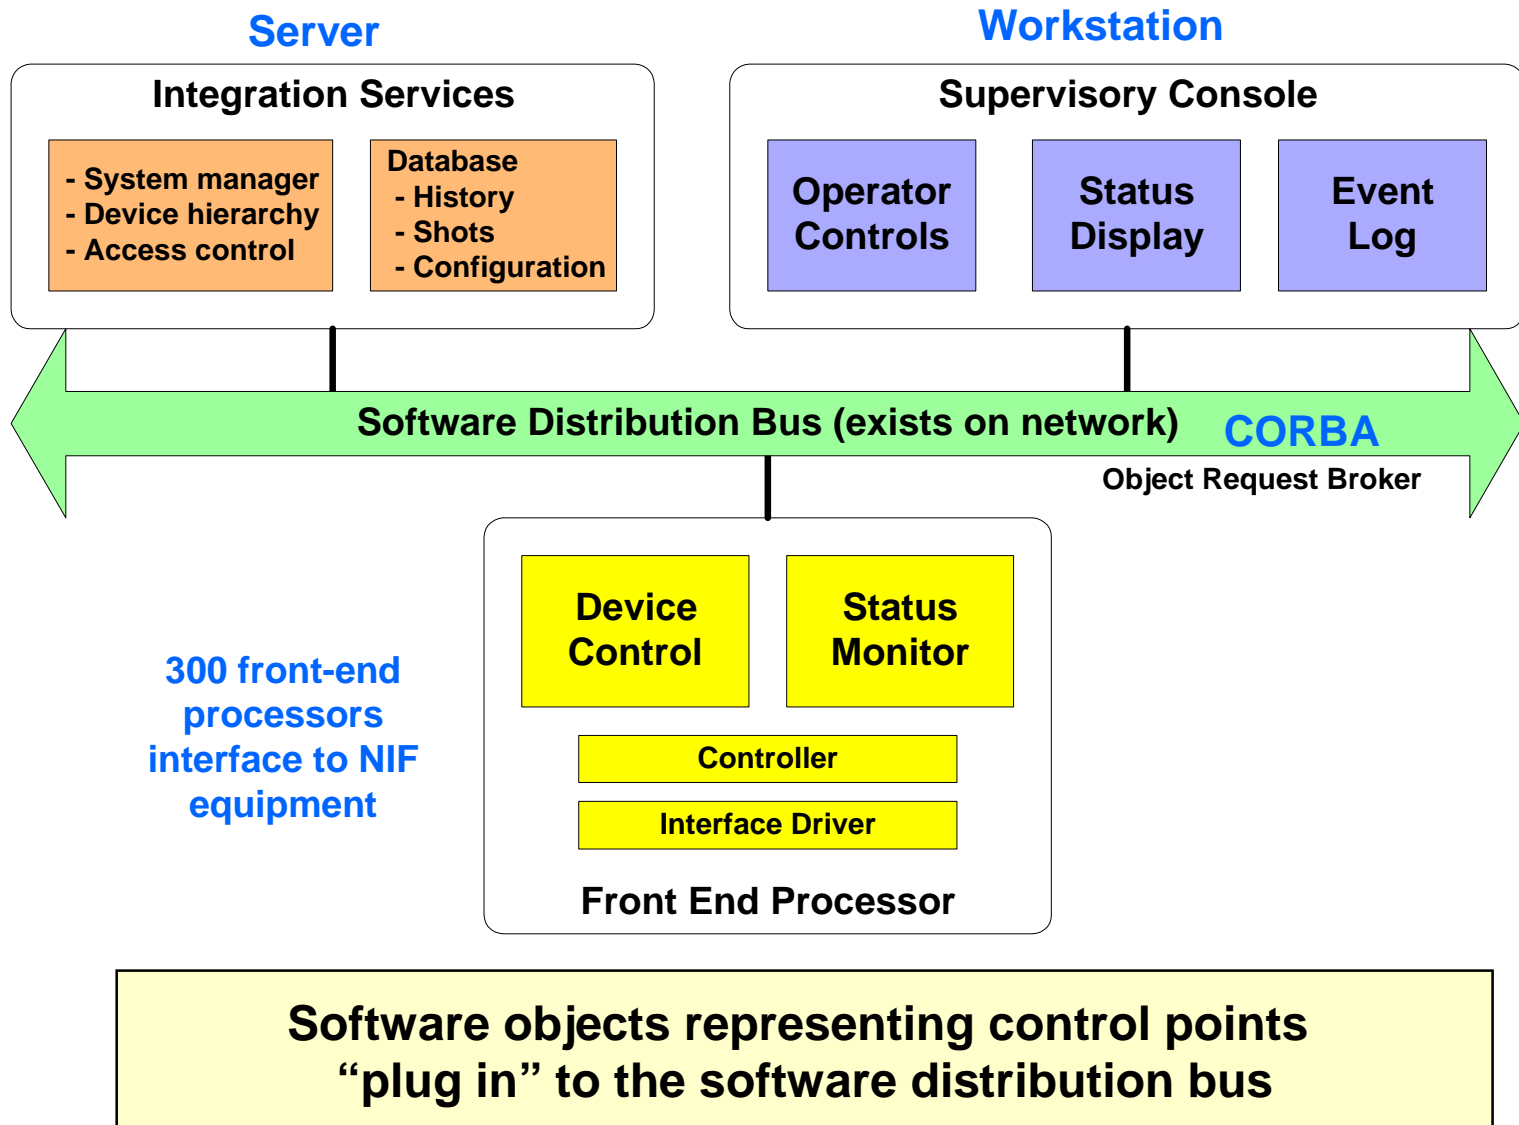 Server
Workstation
Integration Services
Supervisory Console
- System manager
- Device hierarchy
- Access control
Database
- History
- Shots
- Configuration
Operator
Controls
Status
Display
Event
Log
Software Distribution Bus (exists on network)
CORBA
Object Request Broker
Device
Control
Status
Monitor
300 front-end
processors
interface to NIF
equipment
Controller
Interface Driver
Front End Processor
Software objects representing control points
“plug in” to the software distribution bus